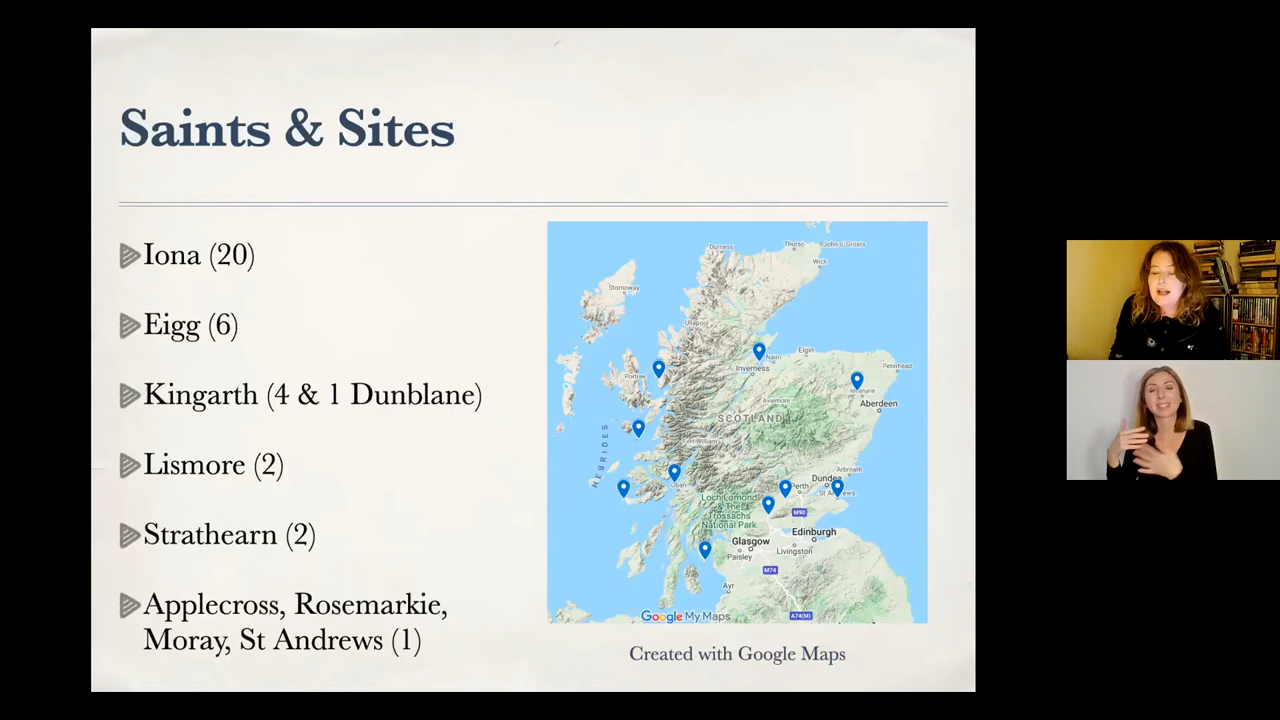 Saints & Sites
Iona (20)
Eigg (6)
Kingarth (4 & 1 Dunblane)
Lismore (2)
Strathearn (2)
Applecross, Rosemarkie,
Moray, St Andrews (1)
Durness
Thurso
John o' Groats
Wick
Stornoway
Ullapool
Elgin
Nairn
Peterhead
Portree
Inverness
Inverurie
Aberdeen
Aviemore
SCOTLAND
HEBRIDES
Fort William
Arbroath
Oban
Perth
Dundee
St Andrews
Loch Lomond
& The
Trossachs
National Park
M90
Edinburgh
Glasgow
Livingston
Paisley
M74
Ayr
A74(M)
Google My Maps
Created with Google Maps